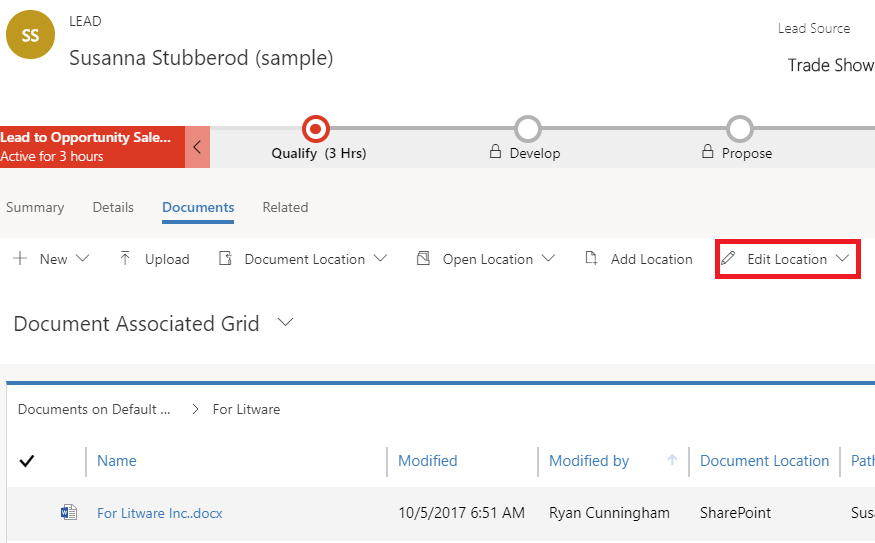 SS
LEAD
Susanna Stubberod (sample)
Lead Source
Trade Show
Lead to Opportunity Sale...
Active for 3 hours
Qualify (3 Hrs)
Develop
Propose
Summary Details Documents Related
New Upload Document Location Open Location Add Location Edit Location
Document Associated Grid
Documents on Default ... > For Litware
Name Modified Modified by Document Location Path
For Litware Inc..docx 10/5/2017 6:51 AM Ryan Cunningham SharePoint Susa